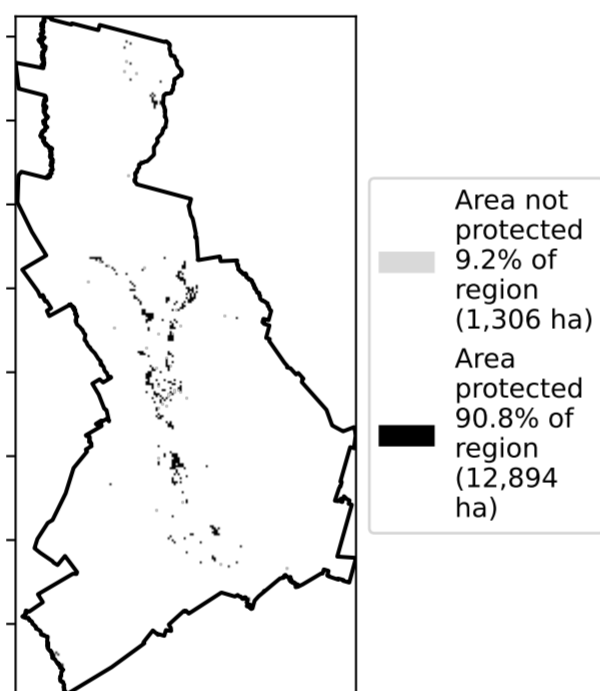 Area not
protected
9.2% of
region
(1,306 ha)
Area
protected
90.8% of
region
(12,894
ha)